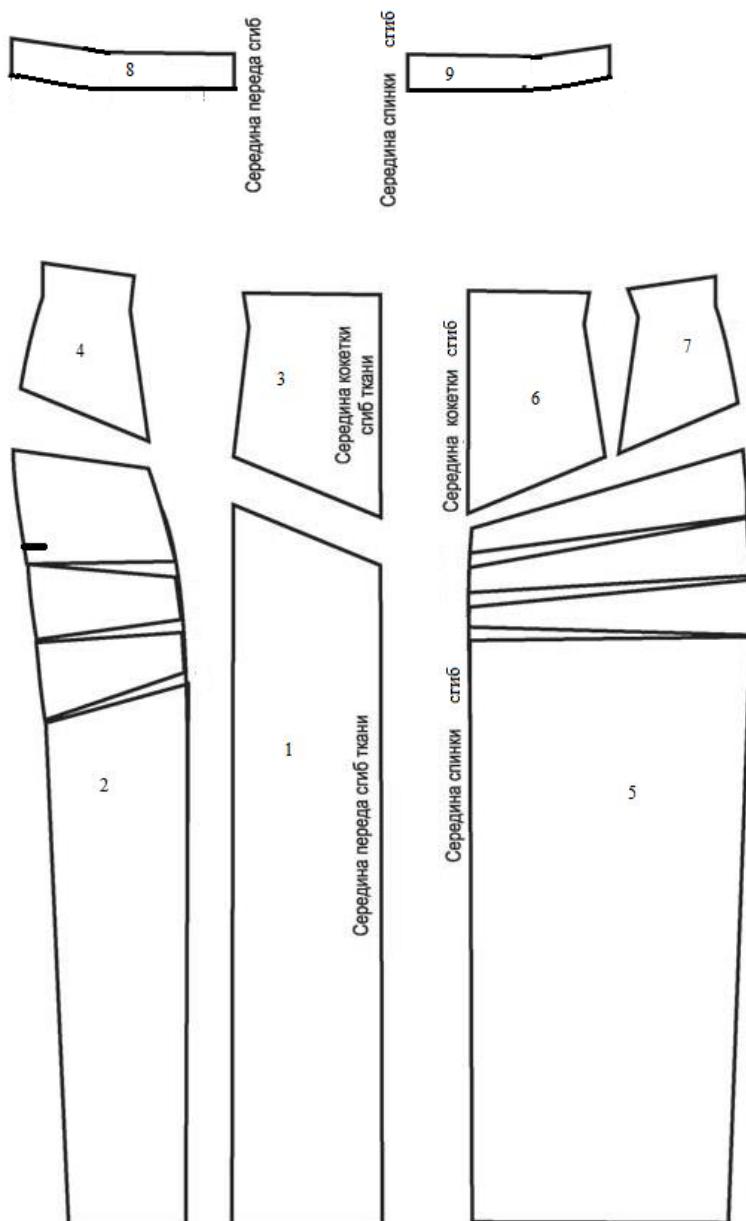 8
Середина переда сгиб
9
Середина спинки сгиб
4
3
Середина кокетки
сгиб ткани
6
Середина кокетки сгиб
7
2
1
Середина переда сгиб ткани
5
Середина спинки сгиб